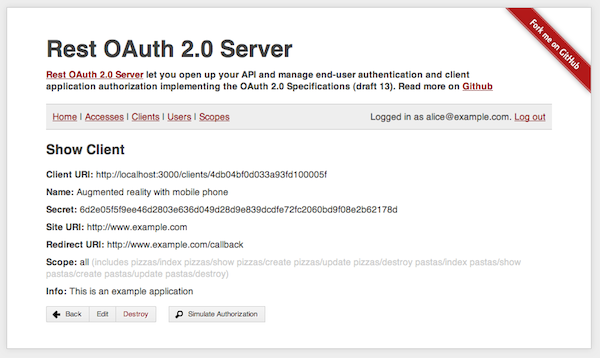 Fork me on GitHub
Rest OAuth 2.0 Server
Rest OAuth 2.0 Server let you open up your API and manage end-user authentication and client
application authorization implementing the OAuth 2.0 Specifications (draft 13). Read more on Github
Home | Accesses | Clients | Users | Scopes Logged in as alice@example.com. Log out
Show Client
Client URI: http://localhost:3000/clients/4db04bf0d033a93fd100005f
Name: Augmented reality with mobile phone
Secret: 6d2e05f5f9ee46d2803e636d049d28d9e839dcdfe72fc2060bd9f08e2b62178d
Site URI: http://www.example.com
Redirect URI: http://www.example.com/callback
Scope: all (includes pizzas/index pizzas/show pizzas/create pizzas/update pizzas/destroy pastas/index pastas/show
pastas/create pastas/update pastas/destroy)
Info: This is an example application
Back Edit Destroy Simulate Authorization